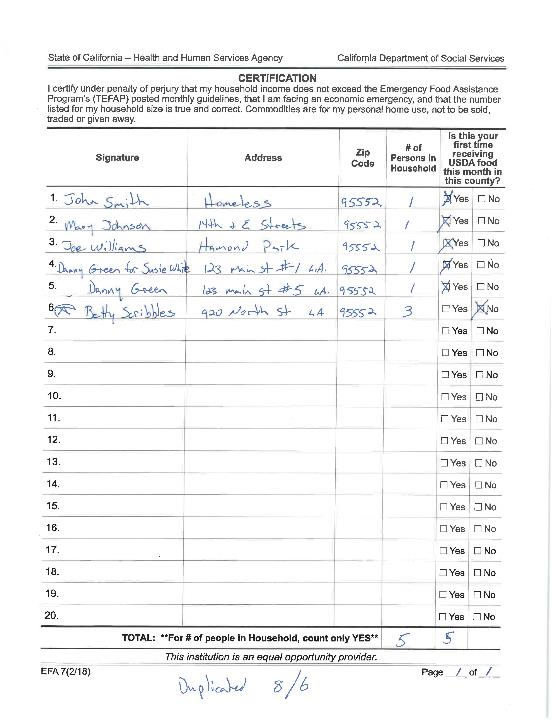 State of California – Health and Human Services Agency California Department of Social Services
CERTIFICATION
I certify under penalty of perjury that my household income does not exceed the Emergency Food Assistance
Program's (TEFAP) posted monthly guidelines, that I am facing an economic emergency, and that the number
listed for my household size is true and correct. Commodities are for my personal home use, not to be sold,
traded or given away.
Signature Address Zip Code # of Persons in Household Is this your first time receiving USDA food this month in this county?
1. John Smith Homeless 95552 1 Yes No
2. Mary Johnson 14th & E Streets 95552 1 Yes No
3. Joe Williams Hamond Park 95552 1 Yes No
4. Danny Green for Susie White 123 main st #1 LA. 95552 1 Yes No
5. Danny Green 123 main st #5 LA. 95552 1 Yes No
6. Betty Scribbles 920 North St LA 95552 3 Yes No
7. Yes No
8. Yes No
9. Yes No
10. Yes No
11. Yes No
12. Yes No
13. Yes No
14. Yes No
15. Yes No
16. Yes No
17. Yes No
18. Yes No
19. Yes No
20. Yes No
TOTAL: **For # of people in Household, count only YES** 5 5
This institution is an equal opportunity provider.
EFA 7(2/18) Page 1 of 1
Duplicated 8/6